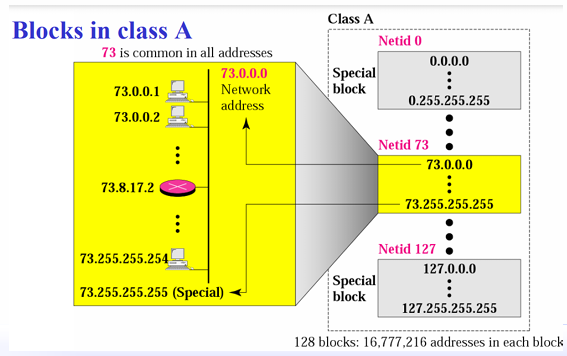 Blocks in class A
73 is common in all addresses
73.0.0.0
Network
address
73.0.0.1
73.0.0.2
73.8.17.2
73.255.255.254
73.255.255.255 (Special)
Class A
Netid 0
Special
block
0.0.0.0
0.255.255.255
Netid 73
73.0.0.0
73.255.255.255
Netid 127
Special
block
127.0.0.0
127.255.255.255
128 blocks: 16,777,216 addresses in each block